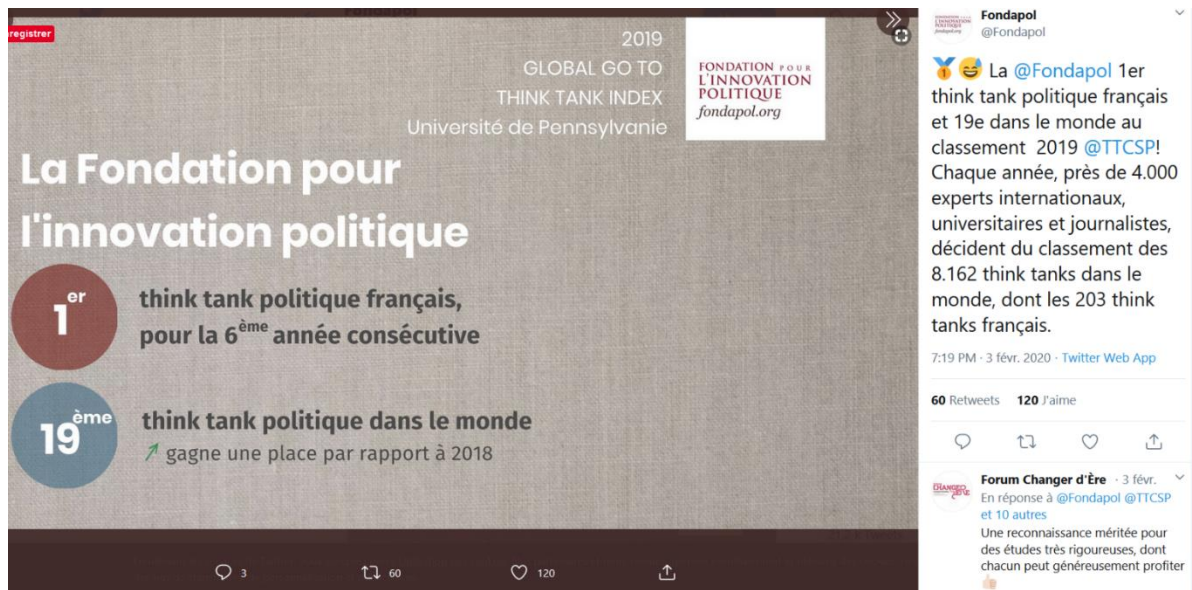 registrer
2019
GLOBAL GO TO
THINK TANK INDEX
Université de Pennsylvanie
FONDATION POUR
L'INNOVATION
POLITIQUE
fondapol.org
La Fondation pour
l'innovation politique
1er
think tank politique français,
pour la 6ème année consécutive
19ème
think tank politique dans le monde
gagne une place par rapport à 2018
3
60
120
Fondapol
@Fondapol
La @Fondapol 1er
think tank politique français
et 19e dans le monde au
classement 2019 @TTCSP!
Chaque année, près de 4.000
experts internationaux,
universitaires et journalistes,
décident du classement des
8.162 think tanks dans le
monde, dont les 203 think
tanks français.
7:19 PM · 3 févr. 2020 · Twitter Web App
60 Retweets 120 J'aime
Forum Changer d'Ère · 3 févr.
En réponse à @Fondapol @TTCSP
et 10 autres
Une reconnaissance méritée pour
des études très rigoureuses, dont
chacun peut généreusement profiter